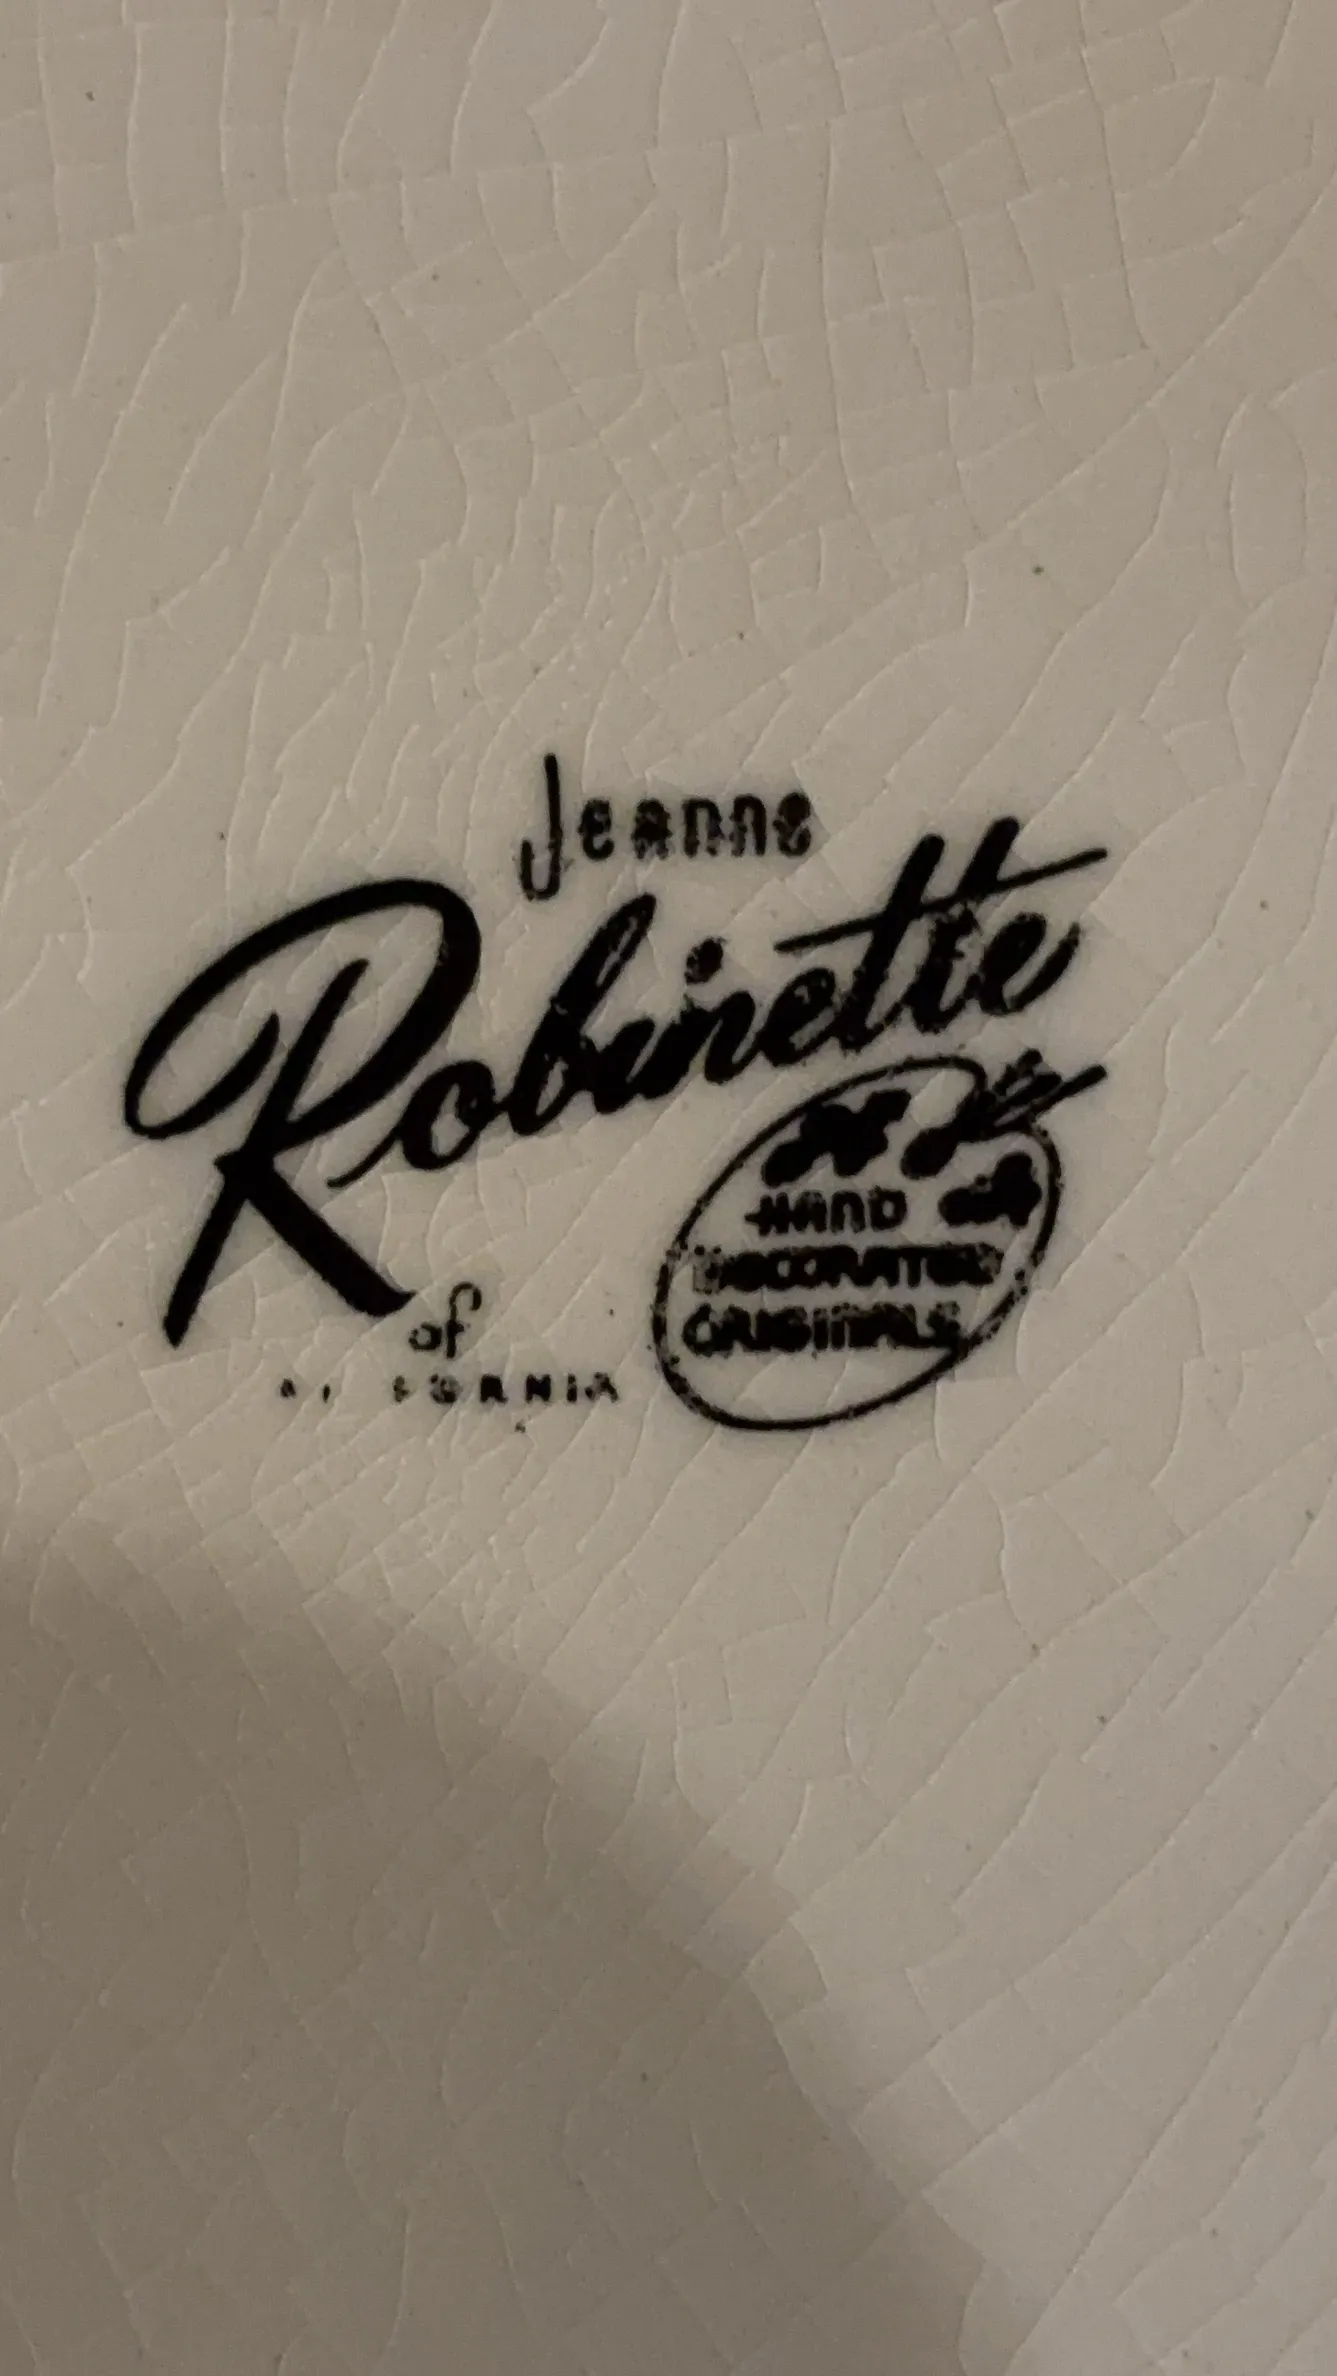 Jeanne
Robinette
of
HAND
DECORATED
ORIGINALS